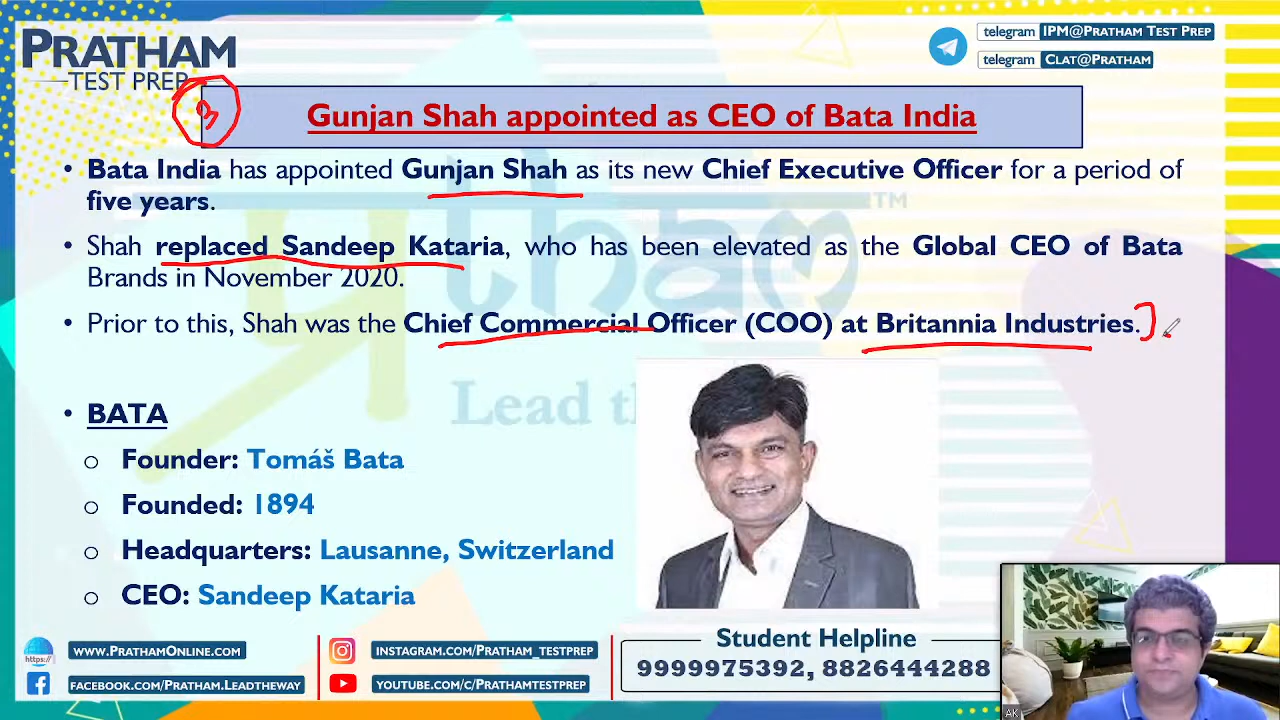 PRATHAM
TEST PREP
telegram IPM@PRATHAM TEST PREP
telegram CLAT@PRATHAM
3
Gunjan Shah appointed as CEO of Bata India
• Bata India has appointed Gunjan Shah as its new Chief Executive Officer for a period of
five years.
TM
• Shah replaced Sandeep Kataria, who has been elevated as the Global CEO of Bata
Brands in November 2020.
• Prior to this, Shah was the Chief Commercial Officer (COO) at Britannia Industries.
Lead th
• BATA
o Founder: Tomáš Bata
o Founded: 1894
o Headquarters: Lausanne, Switzerland
o CEO: Sandeep Kataria
https://
WWW.PRATHAMONLINE.COM
INSTAGRAM.COM/PRATHAM_TESTPREP
FACEBOOK.COM/PRATHAM.LEADTHEWAY
YOUTUBE.COM/C/PRATHAMTESTPREP
Student Helpline
9999975392, 8826444288
AK